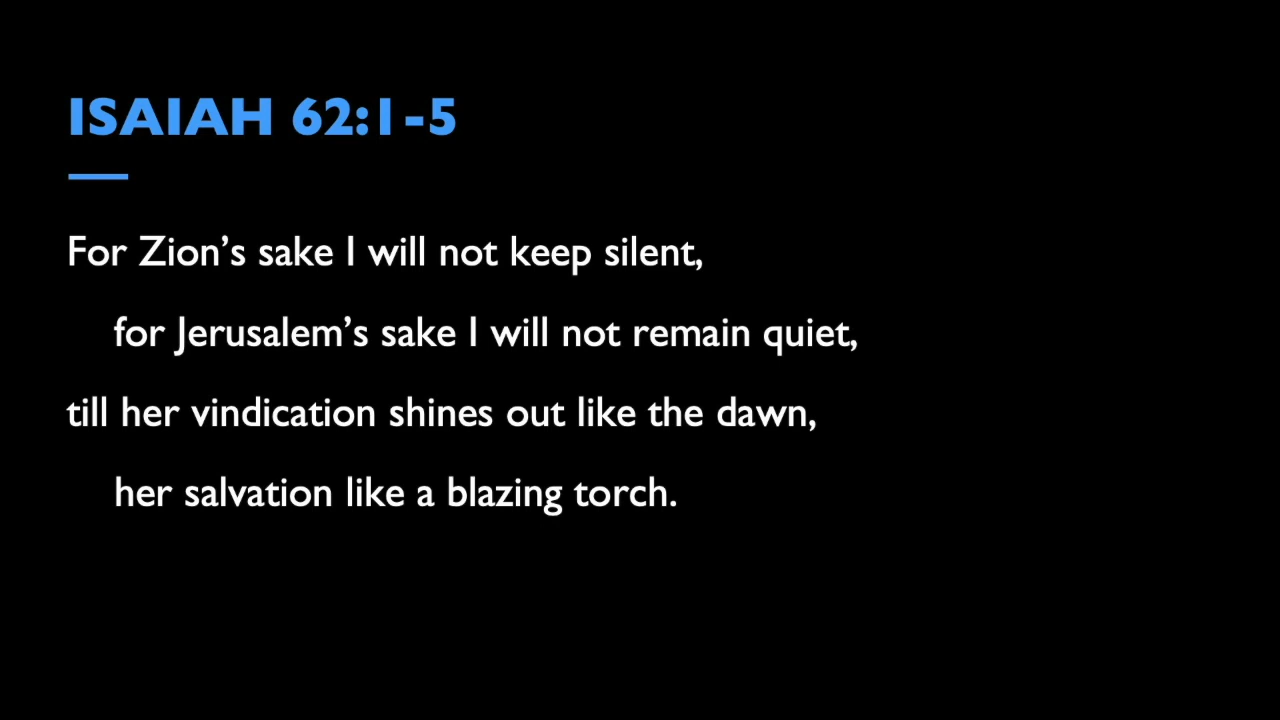 ISAIAH 62:1-5
For Zion’s sake I will not keep silent,
for Jerusalem’s sake I will not remain quiet,
till her vindication shines out like the dawn,
her salvation like a blazing torch.